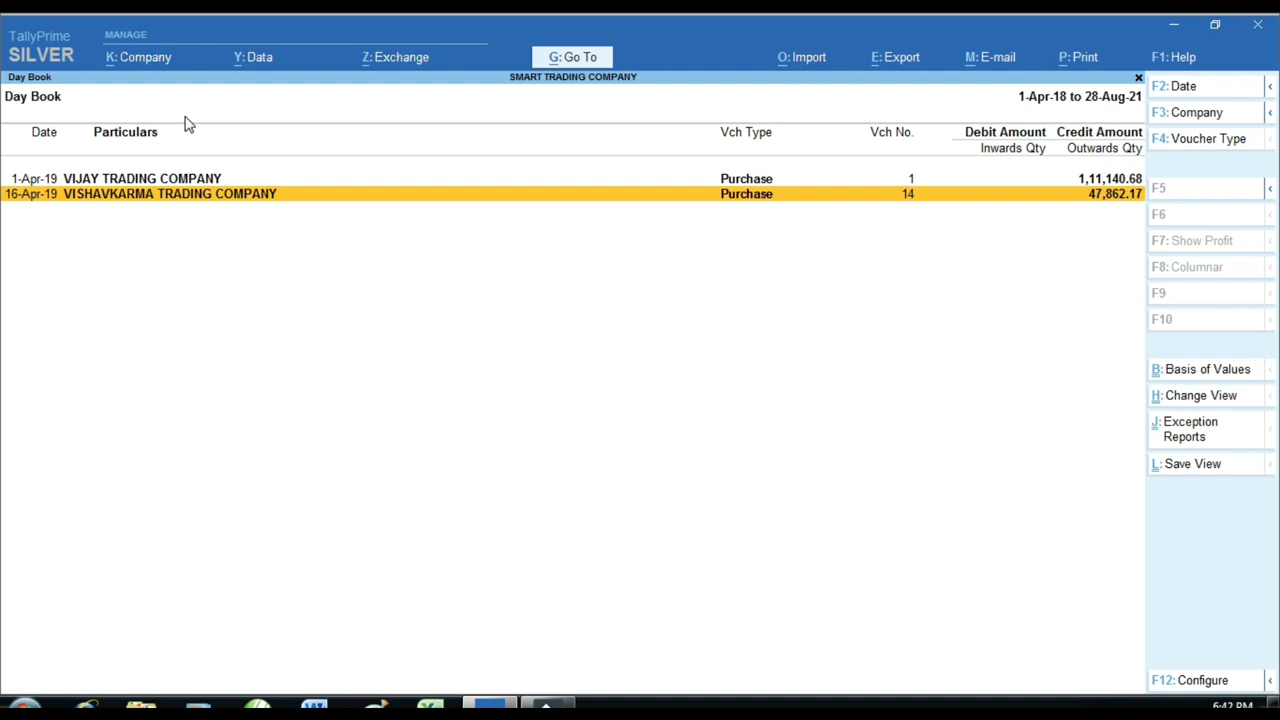 TallyPrime
SILVER
MANAGE
K: Company
Y: Data
Z: Exchange
G: Go To
O: Import
E: Export
M: E-mail
P: Print
F1: Help
Day Book
SMART TRADING COMPANY
Day Book
1-Apr-18 to 28-Aug-21
Date Particulars Vch Type Vch No. Debit Amount Credit Amount
Inwards Qty Outwards Qty
1-Apr-19 VIJAY TRADING COMPANY Purchase 1 1,11,140.68
16-Apr-19 VISHAVKARMA TRADING COMPANY Purchase 14 47,862.17
F2: Date
F3: Company
F4: Voucher Type
F5
F6
F7: Show Profit
F8: Columnar
F9
F10
B: Basis of Values
H: Change View
J: Exception
Reports
L: Save View
F12: Configure
6:42 PM